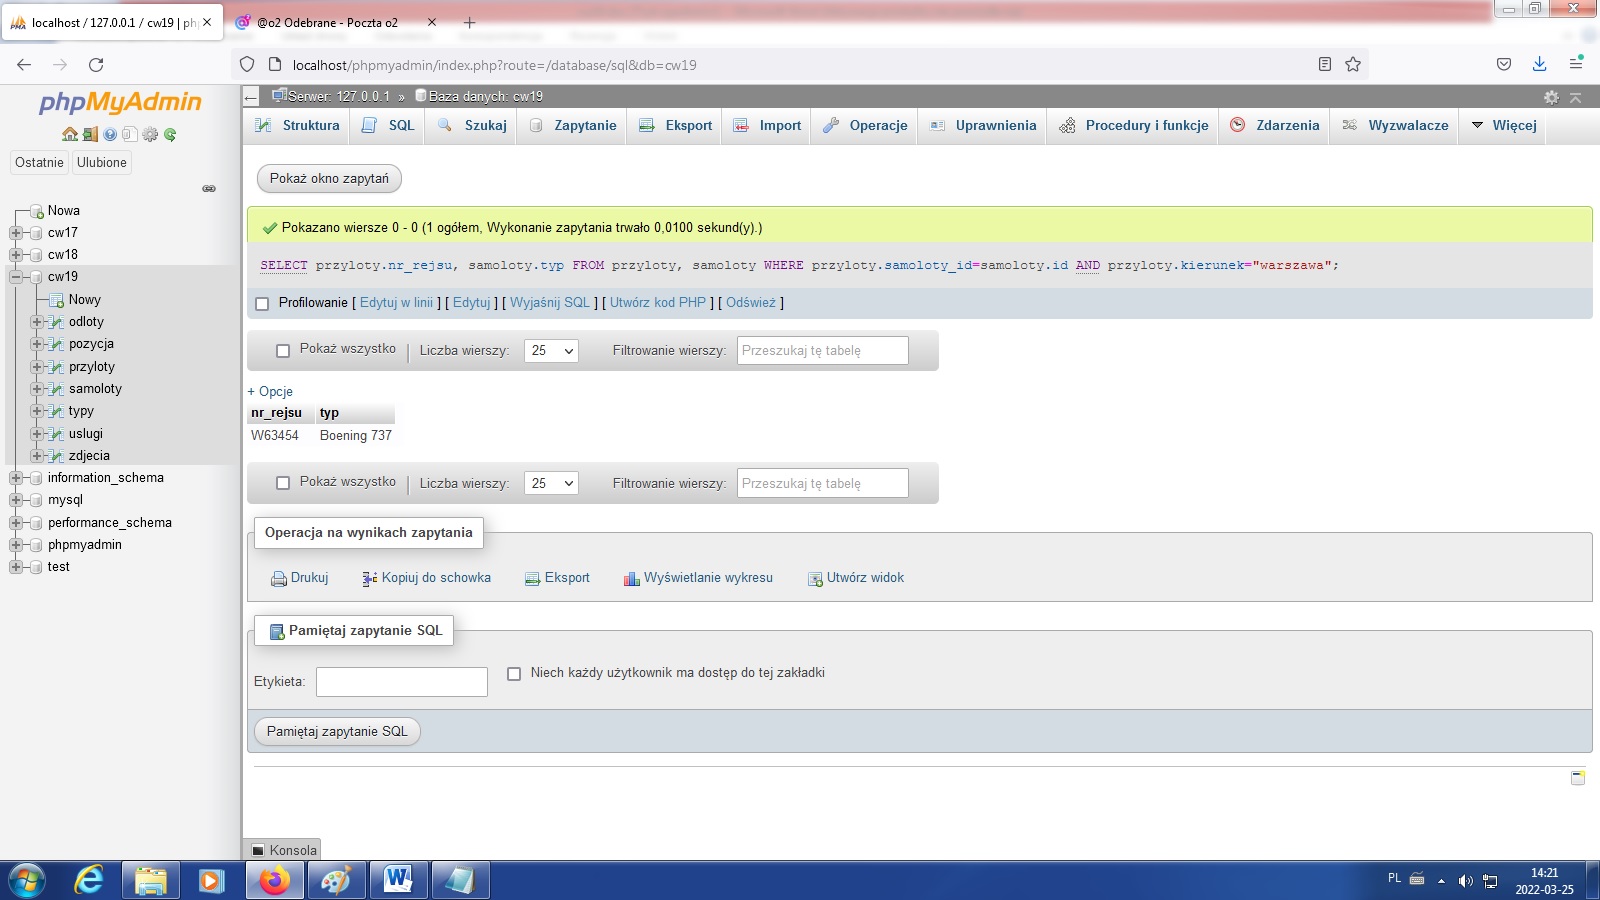 localhost / 127.0.0.1 / cw19 | ph
@o2 Odebrane - Poczta o2
localhost/phpmyadmin/index.php?route=/database/sql&db=cw19
phpMyAdmin
Ostatnie
Ulubione
Nowa
cw17
cw18
cw19
Nowy
odloty
pozycja
przyloty
samoloty
typy
uslugi
zdjecia
information_schema
mysql
performance_schema
phpmyadmin
test
Serwer: 127.0.0.1 » Baza danych: cw19
Struktura SQL Szukaj Zapytanie Eksport Import Operacje Uprawnienia Procedury i funkcje Zdarzenia Wyzwalacze Więcej
Pokaż okno zapytań
Pokazano wiersze 0 - 0 (1 ogółem, Wykonanie zapytania trwało 0,0100 sekund(y).)
SELECT przyloty.nr_rejsu, samoloty.typ FROM przyloty, samoloty WHERE przyloty.samoloty_id=samoloty.id AND przyloty.kierunek="warszawa";
Profilowanie [ Edytuj w linii ] [ Edytuj ] [ Wyjaśnij SQL ] [ Utwórz kod PHP ] [ Odśwież ]
Pokaż wszystko | Liczba wierszy: 25 Filtrowanie wierszy: Przeszukaj tę tabelę
+ Opcje
nr_rejsu typ
W63454 Boening 737
Pokaż wszystko | Liczba wierszy: 25 Filtrowanie wierszy: Przeszukaj tę tabelę
Operacja na wynikach zapytania
Drukuj Kopiuj do schowka Eksport Wyświetlanie wykresu Utwórz widok
Pamiętaj zapytanie SQL
Etykieta: Niech każdy użytkownik ma dostęp do tej zakładki
Pamiętaj zapytanie SQL
Konsola
PL
14:21
2022-03-25